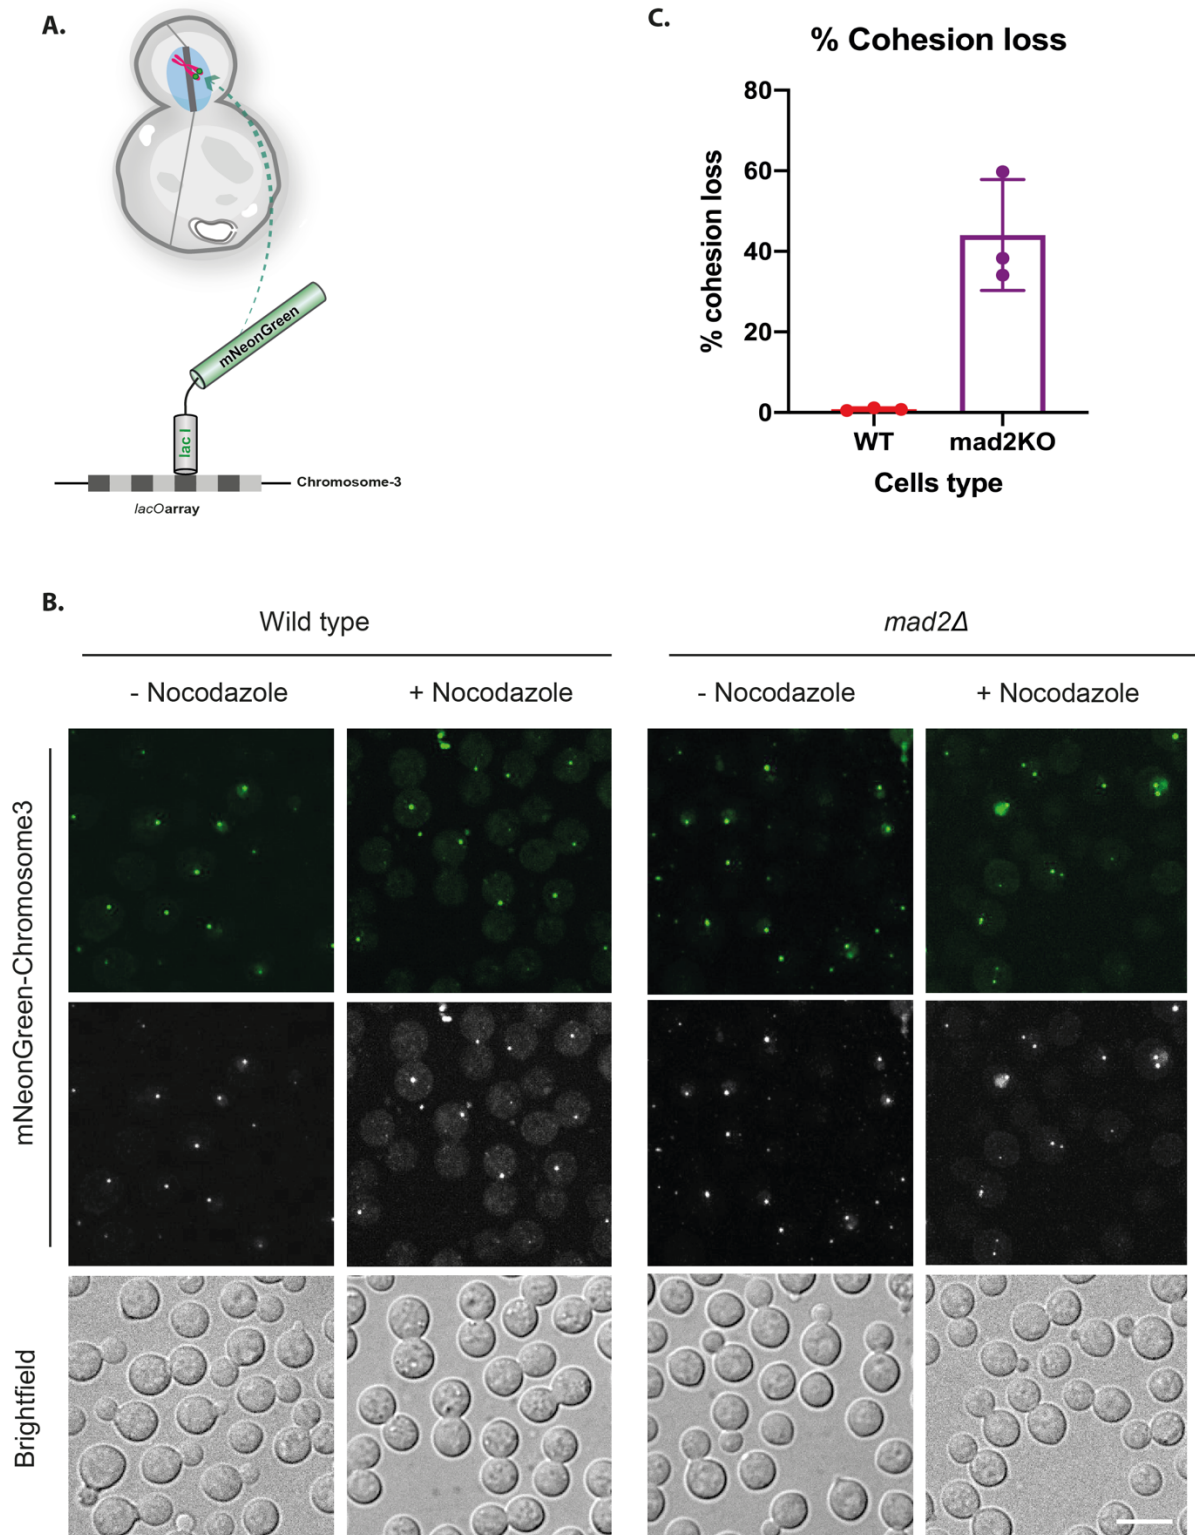 A.
mNeonGreen
lac I
Chromosome-3
lacOarray
C.
% Cohesion loss
% cohesion loss
80
60
40
20
0
WT
mad2KO
Cells type
B.
Wild type
mad2Δ
- Nocodazole
+ Nocodazole
- Nocodazole
+ Nocodazole
mNeonGreen-Chromosome3
Brightfield